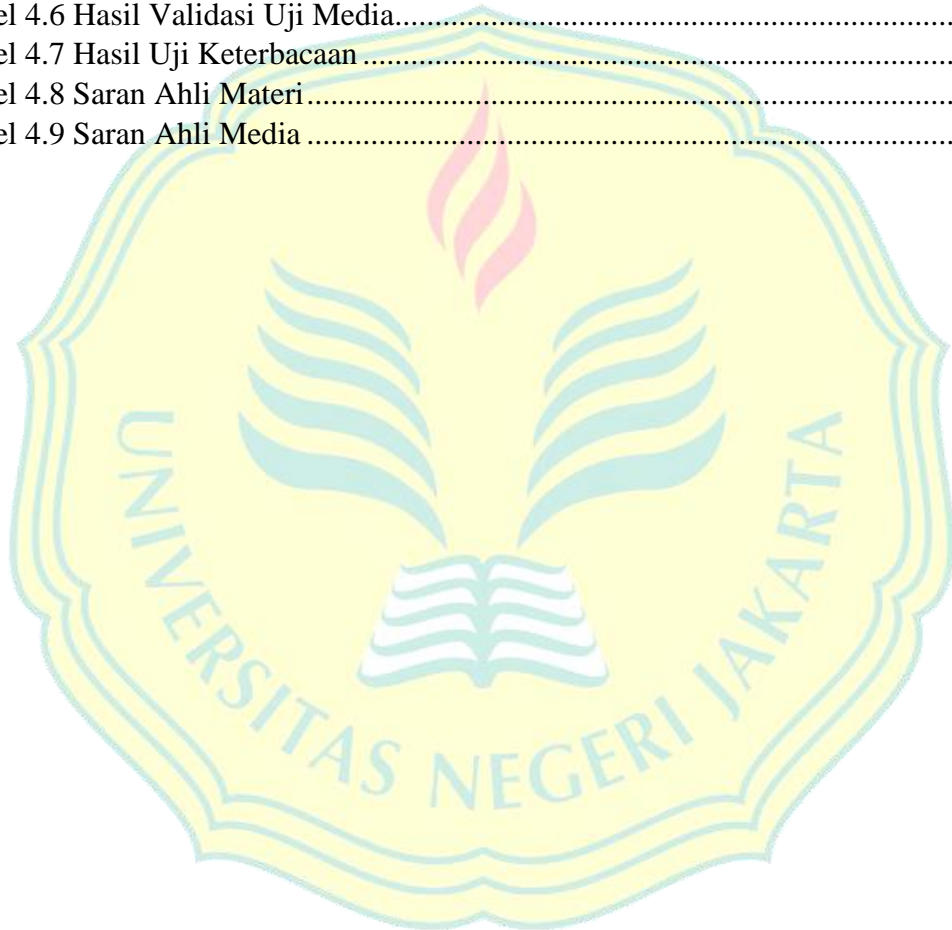 el 4.6 Hasil Validasi Uji Media
el 4.7 Hasil Uji Keterbacaan
el 4.8 Saran Ahli Materi
el 4.9 Saran Ahli Media
UNIVERSITAS NEGERI JAKARTA